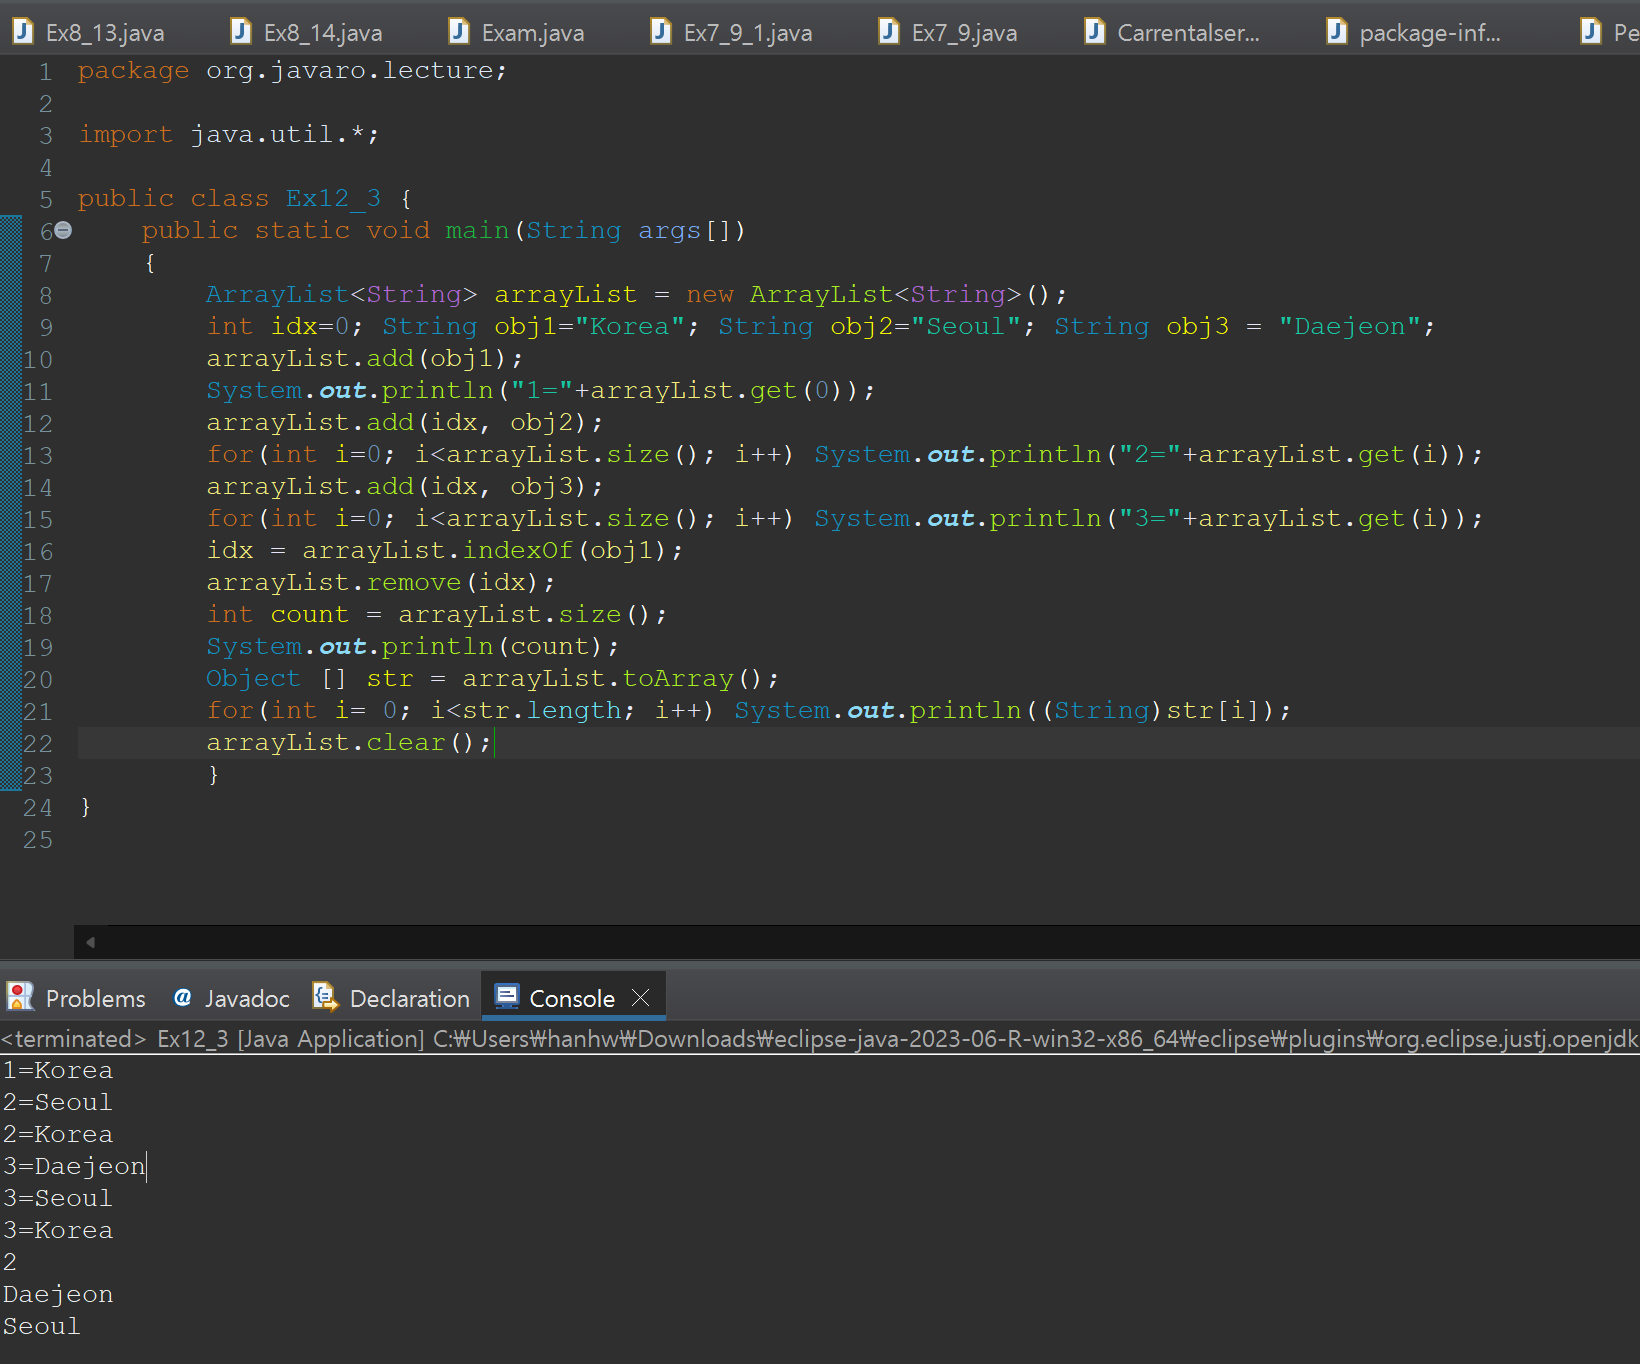 Ex8_13.java Ex8_14.java Exam.java Ex7_9_1.java Ex7_9.java Carrentalser... package-inf... Pe
1 package org.javaro.lecture;
2
3 import java.util.*;
4
5 public class Ex12_3 {
6     public static void main(String args[])
7     {
8         ArrayList<String> arrayList = new ArrayList<String>();
9         int idx=0; String obj1="Korea"; String obj2="Seoul"; String obj3 = "Daejeon";
10         arrayList.add(obj1);
11         System.out.println("1="+arrayList.get(0));
12         arrayList.add(idx, obj2);
13         for(int i=0; i<arrayList.size(); i++) System.out.println("2="+arrayList.get(i));
14         arrayList.add(idx, obj3);
15         for(int i=0; i<arrayList.size(); i++) System.out.println("3="+arrayList.get(i));
16         idx = arrayList.indexOf(obj1);
17         arrayList.remove(idx);
18         int count = arrayList.size();
19         System.out.println(count);
20         Object [] str = arrayList.toArray();
21         for(int i= 0; i<str.length; i++) System.out.println((String)str[i]);
22         arrayList.clear();
23         }
24 }
25
Problems @ Javadoc Declaration Console
<terminated> Ex12_3 [Java Application] C:₩Users₩hanhw₩Downloads₩eclipse-java-2023-06-R-win32-x86_64₩eclipse₩plugins₩org.eclipse.justj.openjdk
1=Korea
2=Seoul
2=Korea
3=Daejeon
3=Seoul
3=Korea
2
Daejeon
Seoul